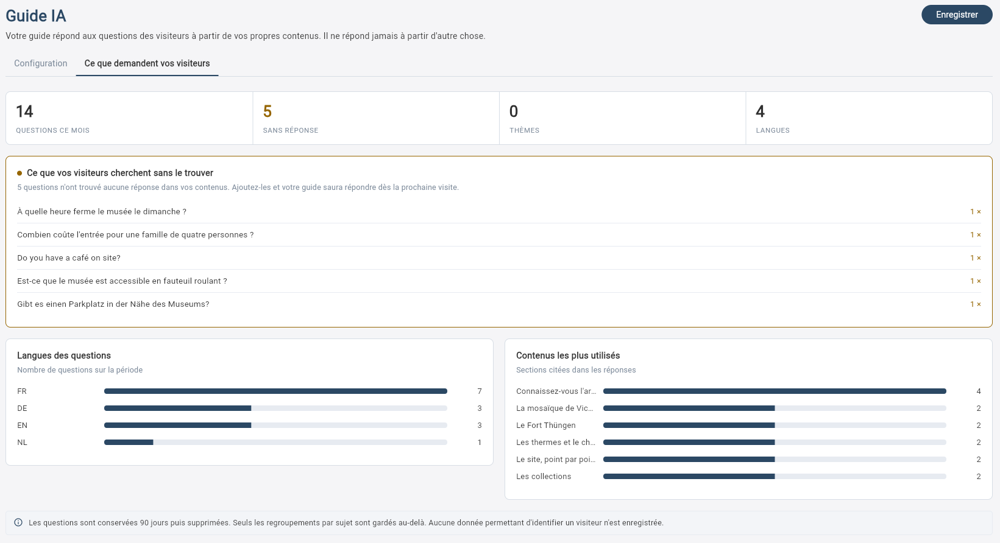 Guide IA
Enregistrer
Votre guide répond aux questions des visiteurs à partir de vos propres contenus. Il ne répond jamais à partir d'autre chose.
Configuration
Ce que demandent vos visiteurs
14
QUESTIONS CE MOIS
5
SANS RÉPONSE
0
THÈMES
4
LANGUES
Ce que vos visiteurs cherchent sans le trouver
5 questions n'ont trouvé aucune réponse dans vos contenus. Ajoutez-les et votre guide saura répondre dès la prochaine visite.
À quelle heure ferme le musée le dimanche ? 1 ×
Combien coûte l'entrée pour une famille de quatre personnes ? 1 ×
Do you have a café on site? 1 ×
Est-ce que le musée est accessible en fauteuil roulant ? 1 ×
Gibt es einen Parkplatz in der Nähe des Museums? 1 ×
Langues des questions
Nombre de questions sur la période
FR 7
DE 3
EN 3
NL 1
Contenus les plus utilisés
Sections citées dans les réponses
Connaissez-vous l'ar... 4
La mosaïque de Vic... 2
Le Fort Thüngen 2
Les thermes et le ch... 2
Le site, point par poi... 2
Les collections 2
Les questions sont conservées 90 jours puis supprimées. Seuls les regroupements par sujet sont gardés au-delà. Aucune donnée permettant d'identifier un visiteur n'est enregistrée.